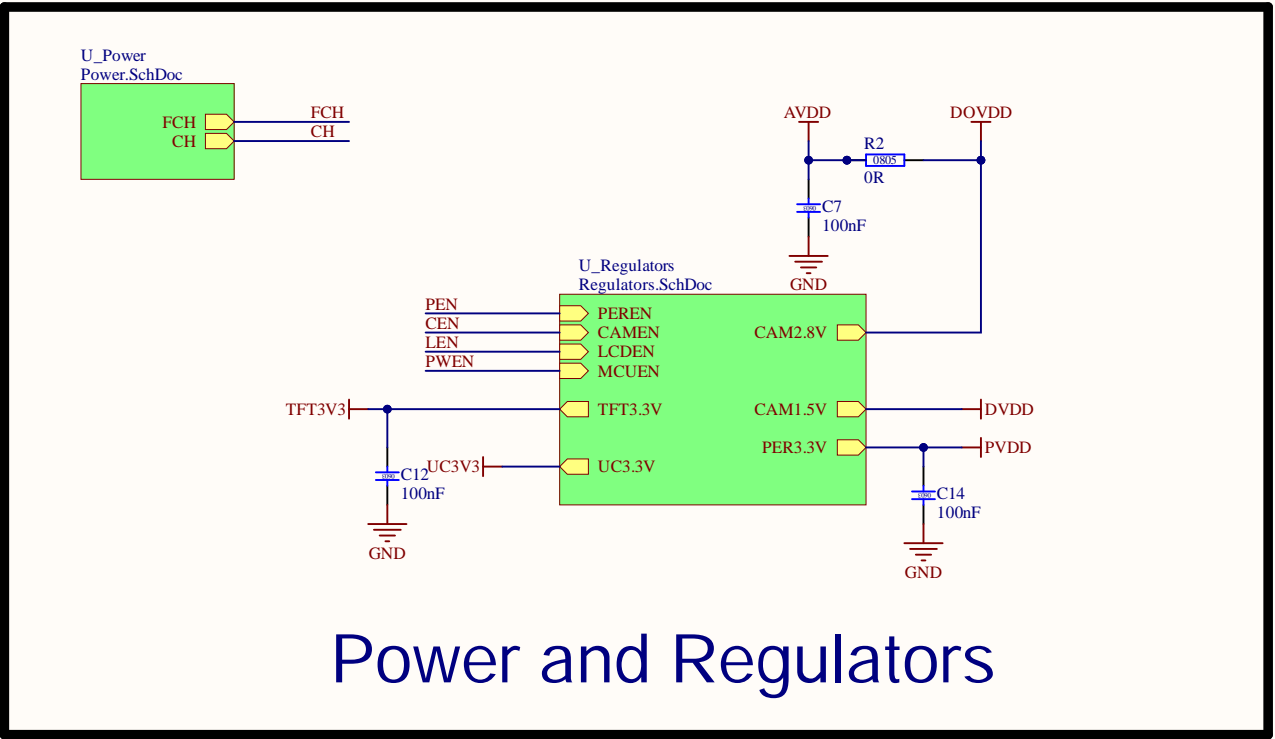 U_Power
Power.SchDoc
FCH
FCH
CH
CH
AVDD
DOVDD
R2
0805
0R
C7
100nF
GND
U_Regulators
Regulators.SchDoc
PEN
PEREN
CEN
CAMEN
CAM2.8V
LEN
LCDEN
PWEN
MCUEN
TFT3V3
TFT3.3V
CAM1.5V
DVDD
PER3.3V
PVDD
UC3V3
UC3.3V
C12
100nF
GND
C14
100nF
GND
Power and Regulators